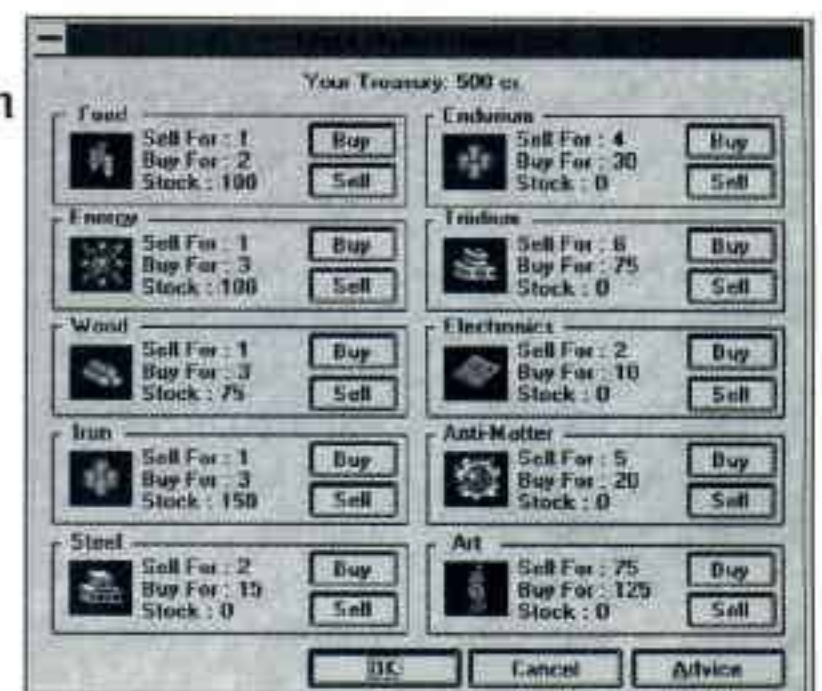 n
Your Treasury: 500 cr.
Food
Sell For : 1
Buy For : 2
Stock : 100
Buy
Sell
Endurium
Sell For : 4
Buy For : 30
Stock : 0
Buy
Sell
Energy
Sell For : 1
Buy For : 3
Stock : 100
Buy
Sell
Triidium
Sell For : 6
Buy For : 75
Stock : 0
Buy
Sell
Wood
Sell For : 1
Buy For : 3
Stock : 75
Buy
Sell
Electronics
Sell For : 2
Buy For : 10
Stock : 0
Buy
Sell
Iron
Sell For : 1
Buy For : 3
Stock : 150
Buy
Sell
Anti-Matter
Sell For : 5
Buy For : 20
Stock : 0
Buy
Sell
Steel
Sell For : 2
Buy For : 15
Stock : 0
Buy
Sell
Art
Sell For : 75
Buy For : 125
Stock : 0
Buy
Sell
OK
Cancel
Advice